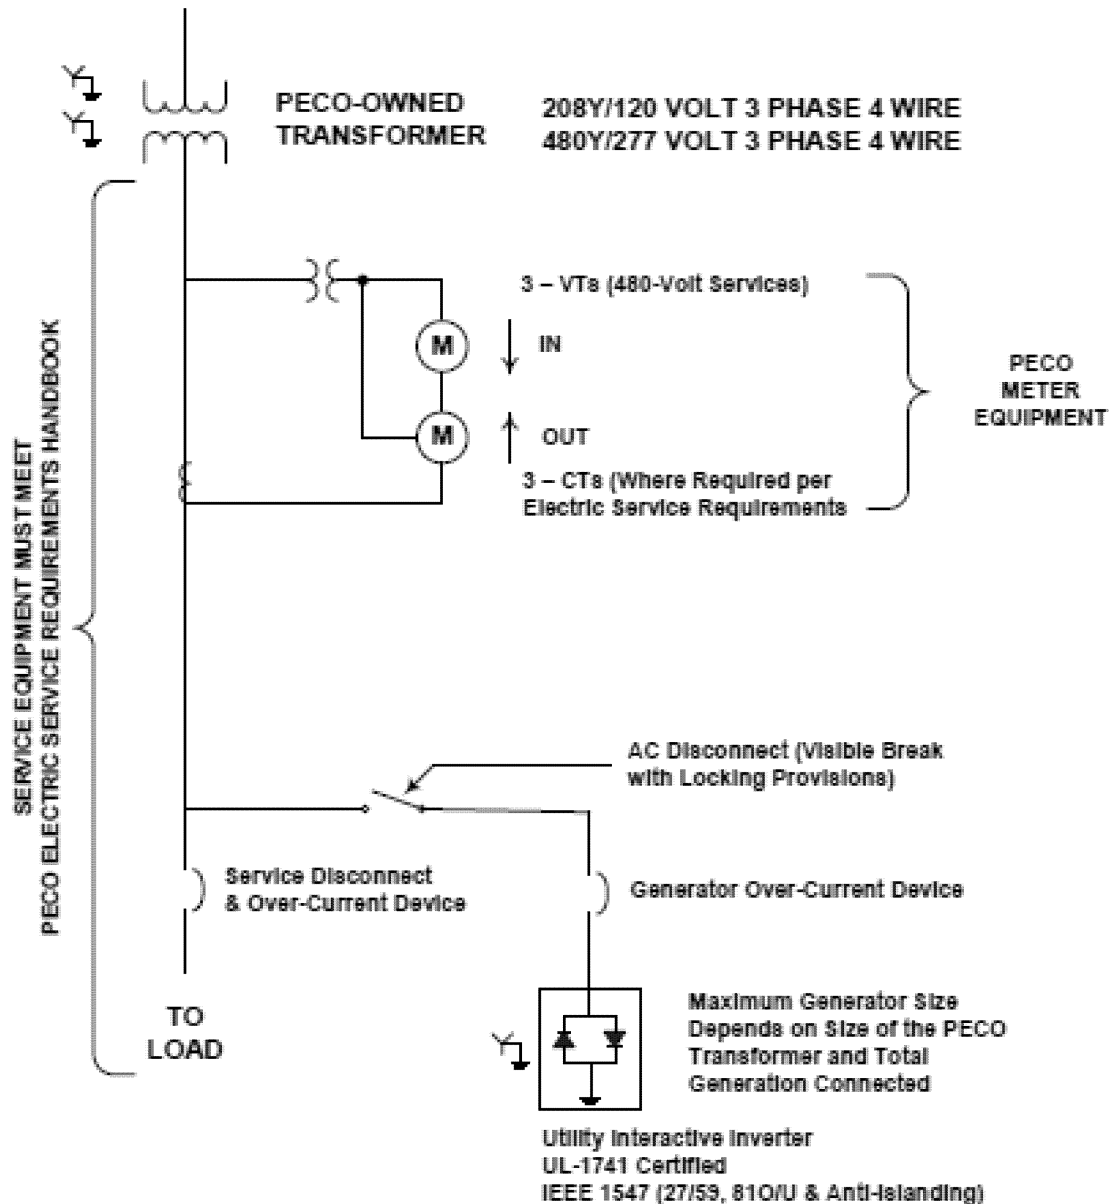 PECO-OWNED
TRANSFORMER
208Y/120 VOLT 3 PHASE 4 WIRE
480Y/277 VOLT 3 PHASE 4 WIRE
3 – VTs (480-Volt Services)
M
IN
M
OUT
3 – CTs (Where Required per
Electric Service Requirements
PECO
METER
EQUIPMENT
SERVICE EQUIPMENT MUST MEET
PECO ELECTRIC SERVICE REQUIREMENTS HANDBOOK
AC Disconnect (Visible Break
with Locking Provisions)
Service Disconnect
& Over-Current Device
Generator Over-Current Device
TO
LOAD
Maximum Generator Size
Depends on Size of the PECO
Transformer and Total
Generation Connected
Utility Interactive Inverter
UL-1741 Certified
IEEE 1547 (27/59, 81O/U & Anti-Islanding)